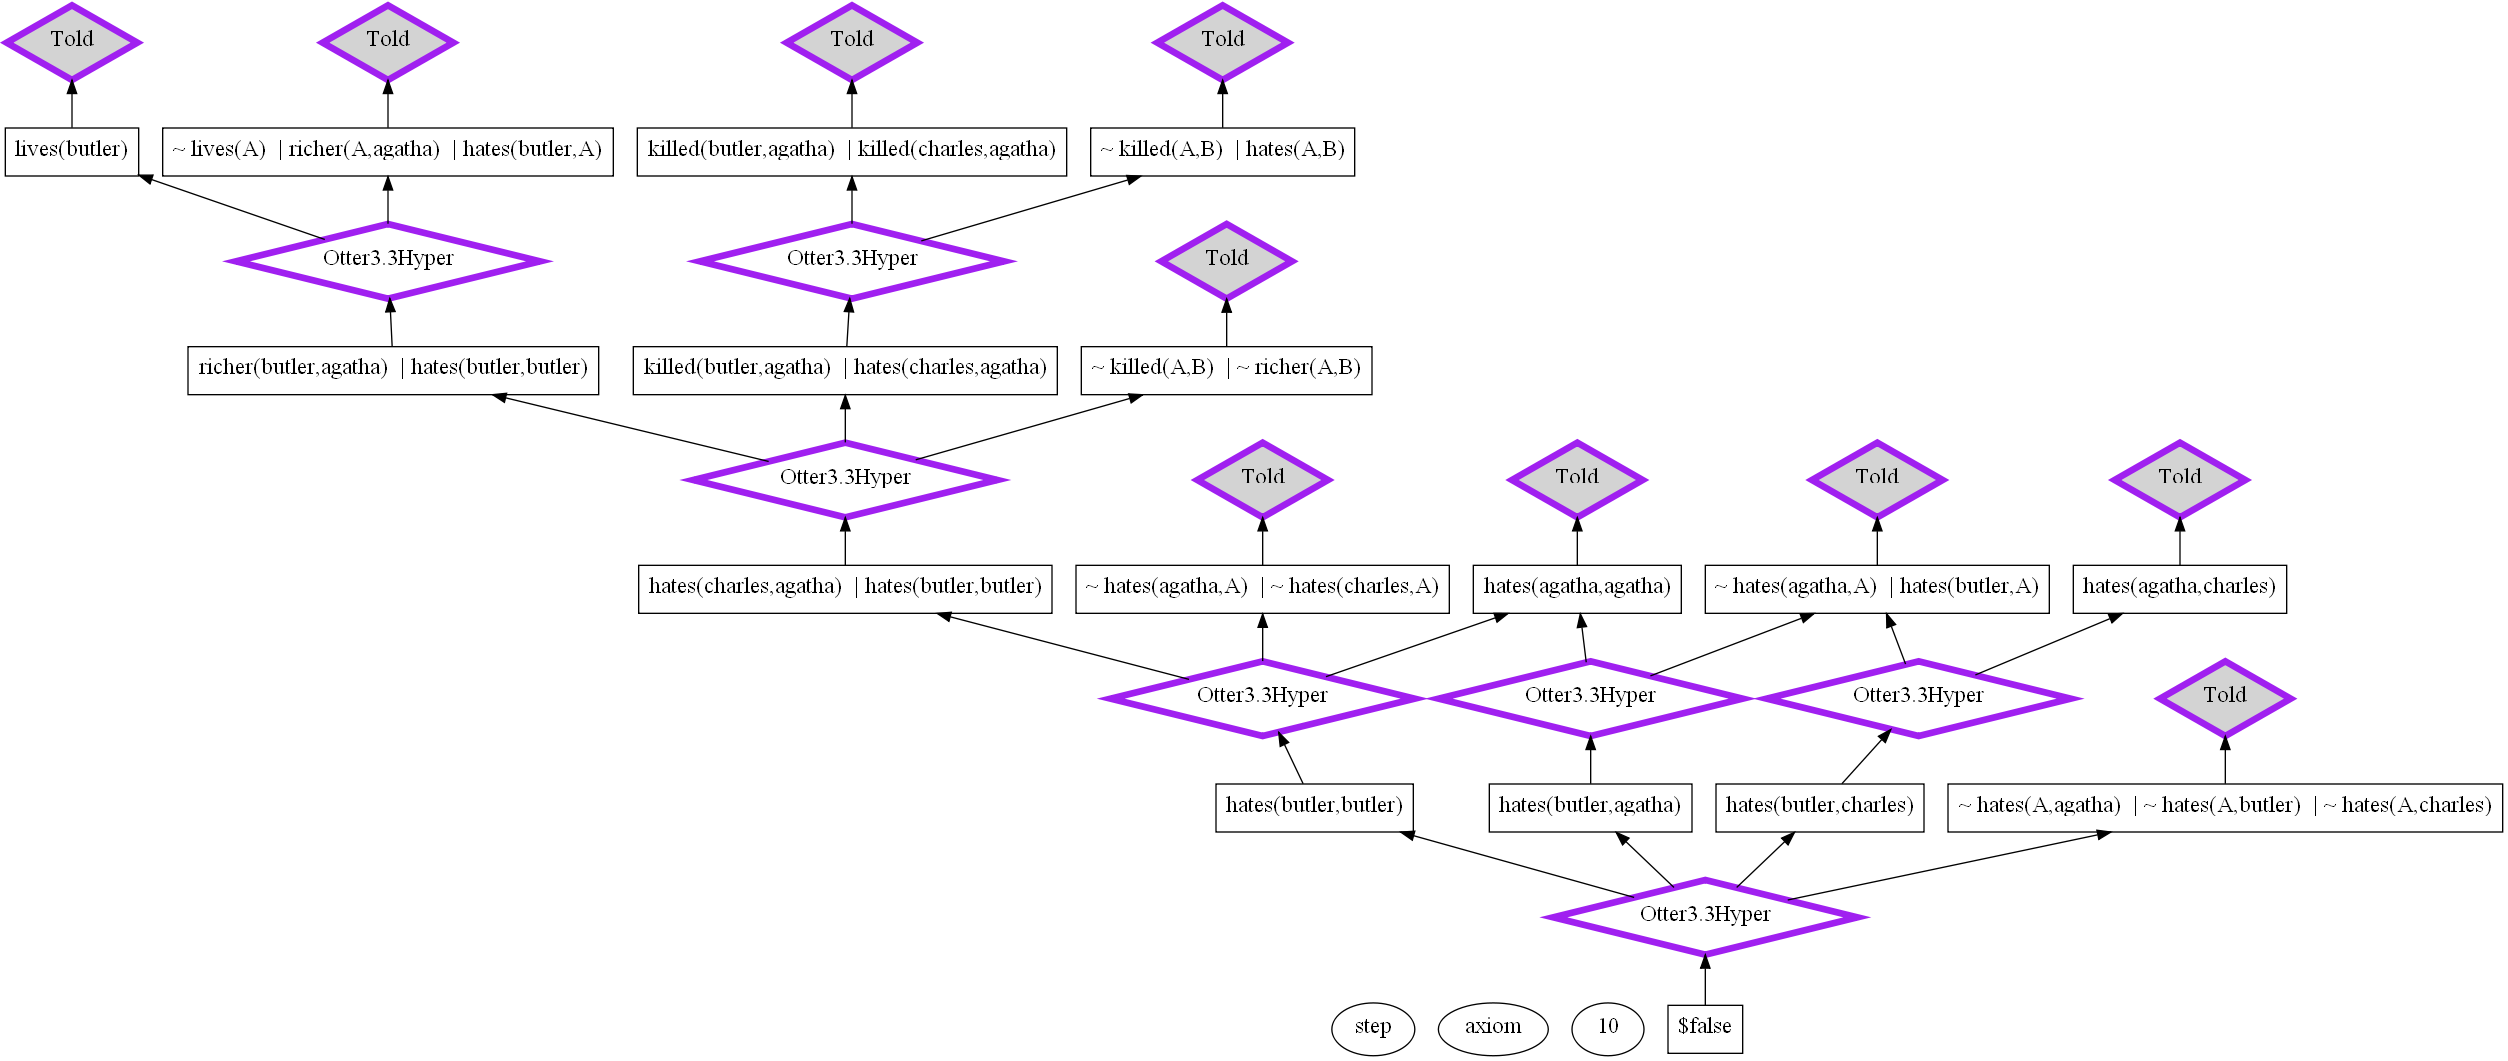 Told
Told
Told
Told
lives(butler)
~ lives(A) | richer(A,agatha) | hates(butler,A)
killed(butler,agatha) | killed(charles,agatha)
~ killed(A,B) | hates(A,B)
Otter3.3Hyper
Otter3.3Hyper
Told
richer(butler,agatha) | hates(butler,butler)
killed(butler,agatha) | hates(charles,agatha)
~ killed(A,B) | ~ richer(A,B)
Otter3.3Hyper
Told
Told
Told
Told
hates(charles,agatha) | hates(butler,butler)
~ hates(agatha,A) | ~ hates(charles,A)
hates(agatha,agatha)
~ hates(agatha,A) | hates(butler,A)
hates(agatha,charles)
Otter3.3Hyper
Otter3.3Hyper
Otter3.3Hyper
Told
hates(butler,butler)
hates(butler,agatha)
hates(butler,charles)
~ hates(A,agatha) | ~ hates(A,butler) | ~ hates(A,charles)
Otter3.3Hyper
step
axiom
10
$false